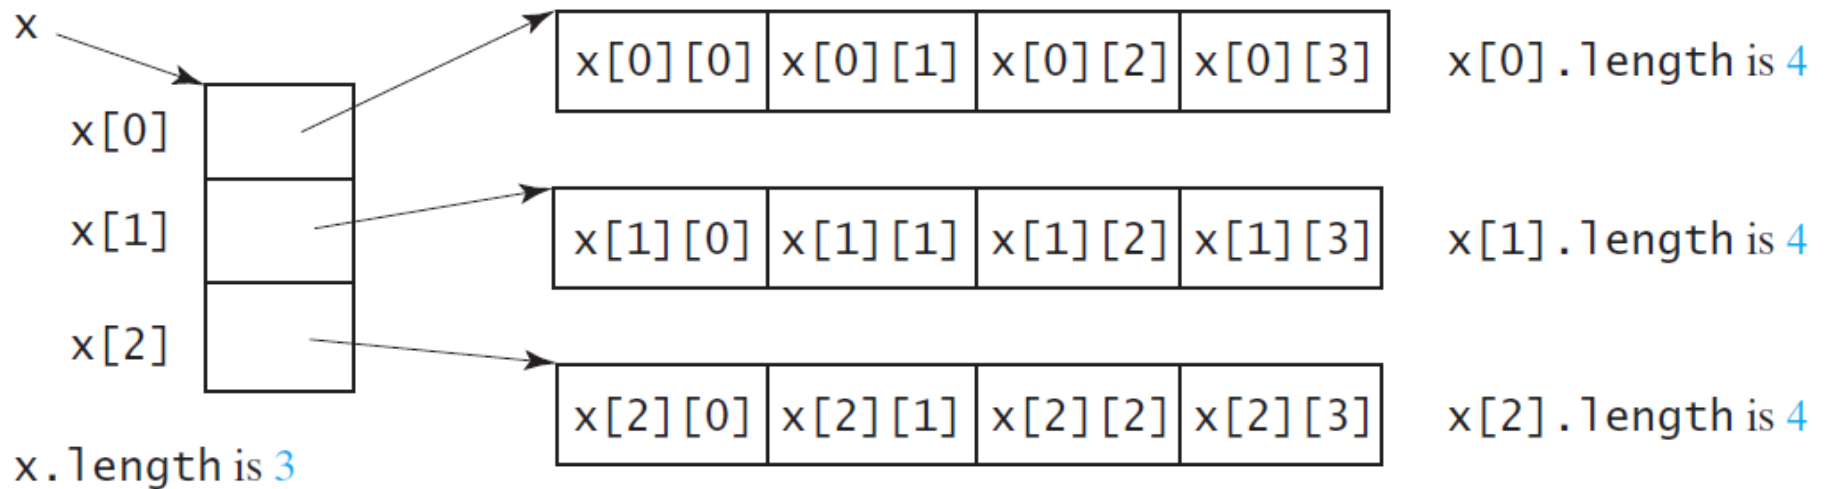 x
x[0]
x[1]
x[2]
x.length is 3
x[0][0] x[0][1] x[0][2] x[0][3] x[0].length is 4
x[1][0] x[1][1] x[1][2] x[1][3] x[1].length is 4
x[2][0] x[2][1] x[2][2] x[2][3] x[2].length is 4